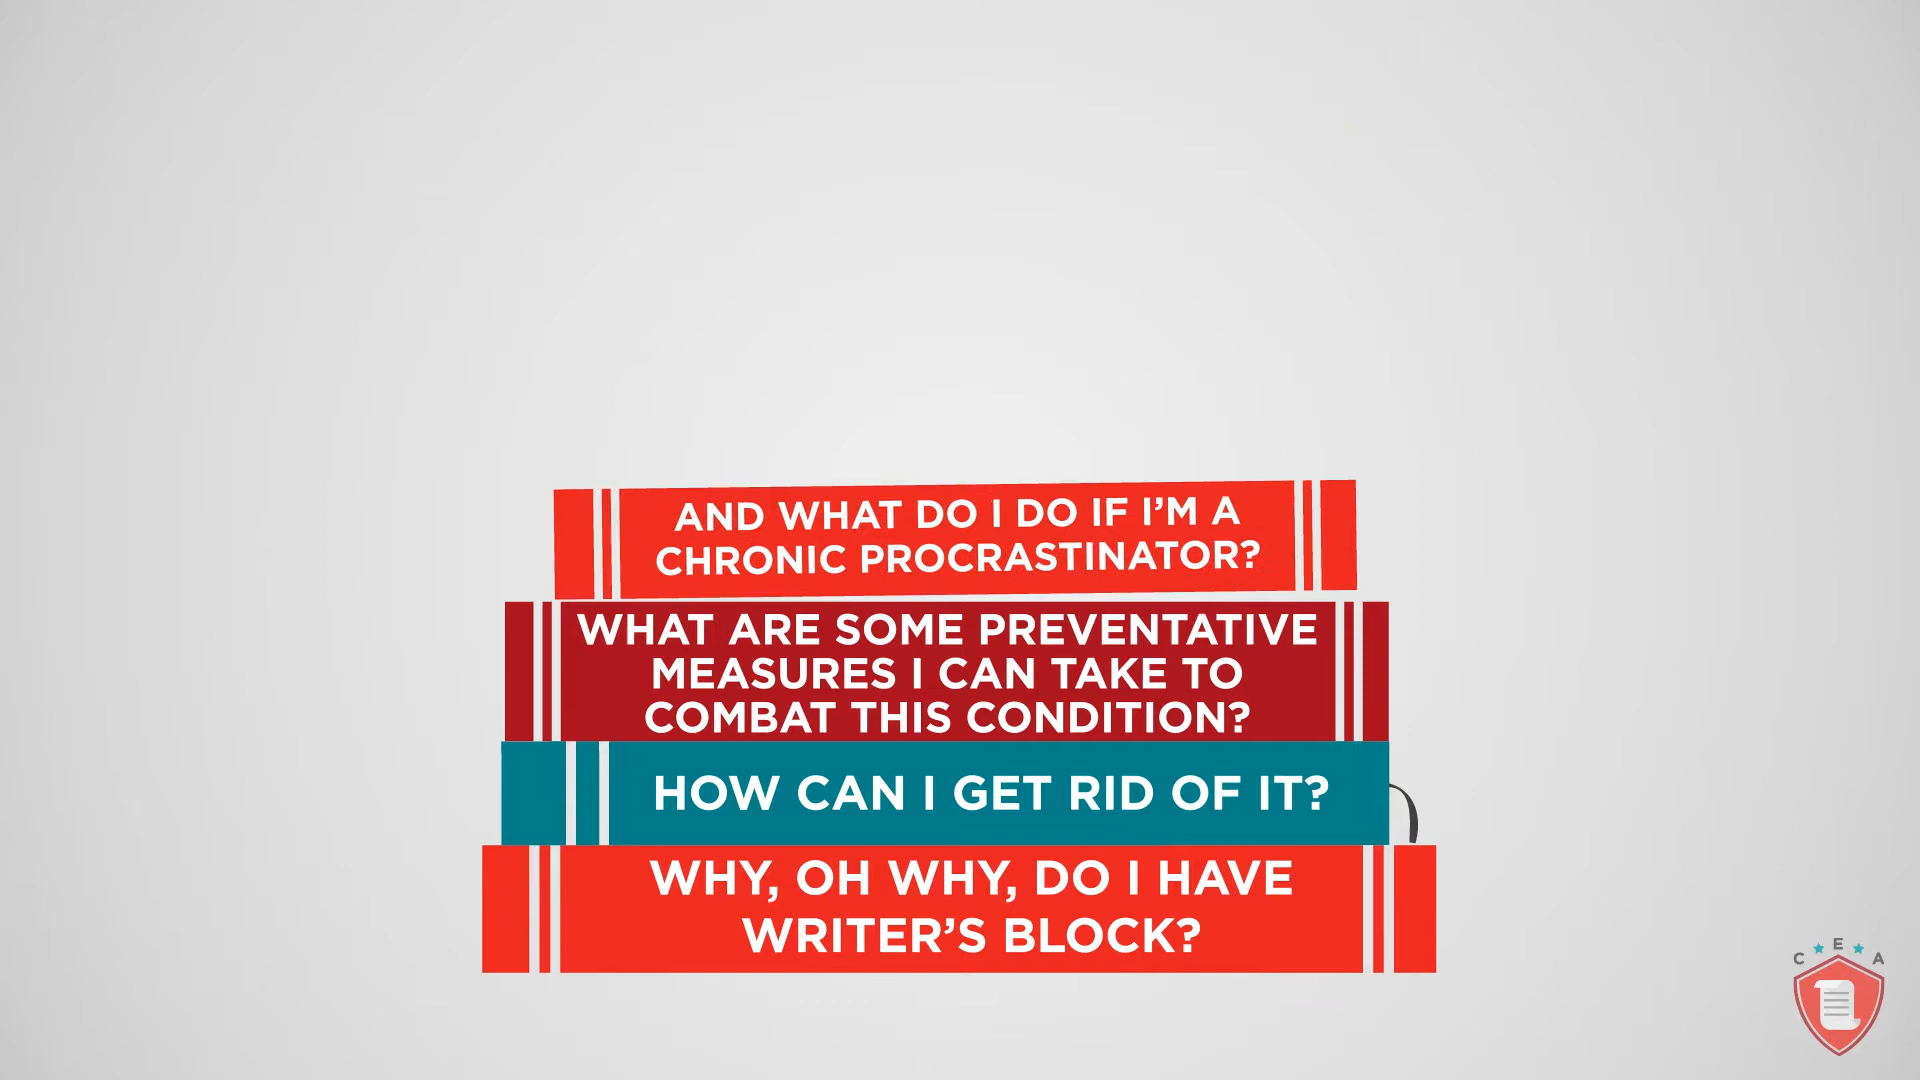 AND WHAT DO I DO IF I’M A
CHRONIC PROCRASTINATOR?
WHAT ARE SOME PREVENTATIVE
MEASURES I CAN TAKE TO
COMBAT THIS CONDITION?
HOW CAN I GET RID OF IT?
WHY, OH WHY, DO I HAVE
WRITER’S BLOCK?
C E A